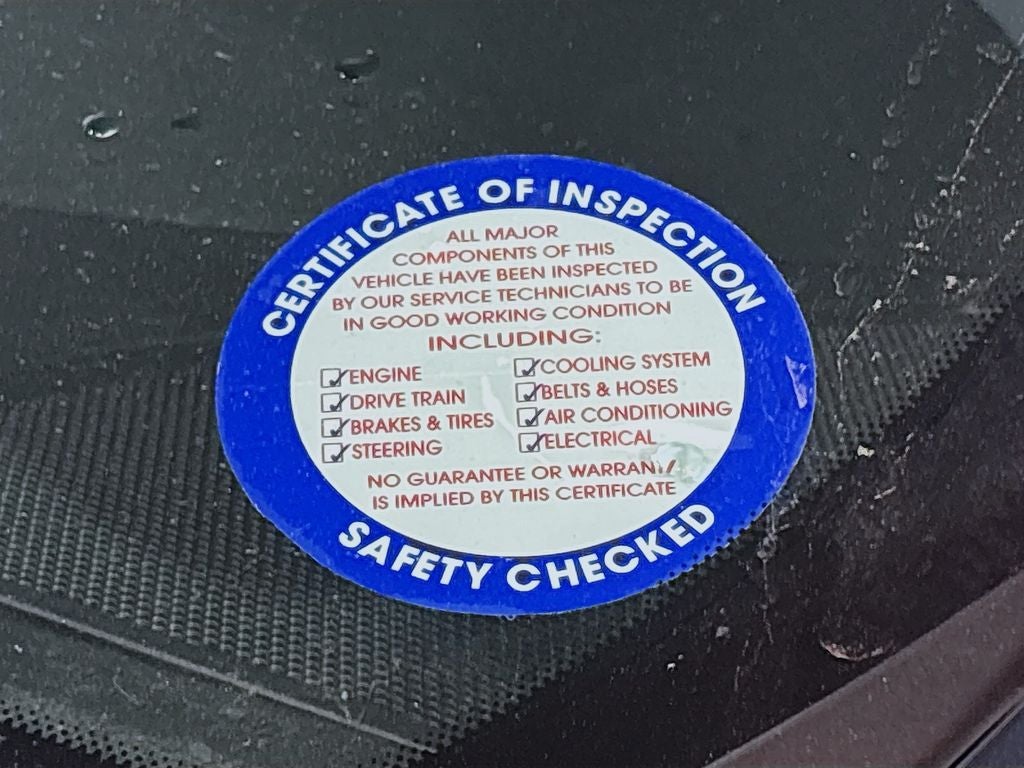 CERTIFICATE OF INSPECTION
ALL MAJOR
COMPONENTS OF THIS
VEHICLE HAVE BEEN INSPECTED
BY OUR SERVICE TECHNICIANS TO BE
IN GOOD WORKING CONDITION
INCLUDING:
ENGINE
DRIVE TRAIN
BRAKES & TIRES
STEERING
COOLING SYSTEM
BELTS & HOSES
AIR CONDITIONING
ELECTRICAL
NO GUARANTEE OR WARRANTY
IS IMPLIED BY THIS CERTIFICATE
SAFETY CHECKED